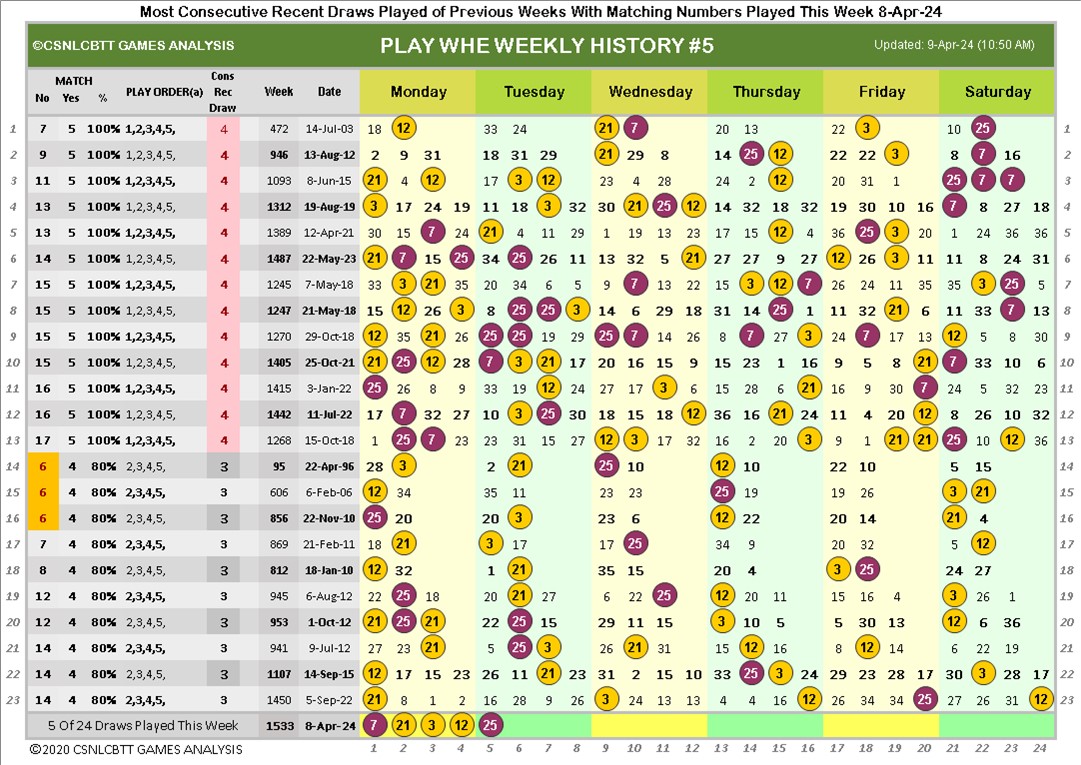 Most Consecutive Recent Draws Played of Previous Weeks With Matching Numbers Played This Week 8-Apr-24
©CSNLCBTT GAMES ANALYSIS PLAY WHE WEEKLY HISTORY #5 Updated: 9-Apr-24 (10:50 AM)
No MATCH Yes % PLAY ORDER(a) Cons Rec Draw Week Date Monday Tuesday Wednesday Thursday Friday Saturday
1 7 5 100% 1,2,3,4,5, 4 472 14-Jul-03 18 12 33 24 21 7 20 13 22 3 10 25 1
2 9 5 100% 1,2,3,4,5, 4 946 13-Aug-12 2 9 31 18 31 29 21 29 8 14 25 12 22 22 3 8 7 16 2
3 11 5 100% 1,2,3,4,5, 4 1093 8-Jun-15 21 4 12 17 3 12 23 4 28 24 2 12 20 31 1 25 7 7 3
4 13 5 100% 1,2,3,4,5, 4 1312 19-Aug-19 3 17 24 19 11 18 3 32 30 21 25 12 14 32 18 32 19 30 10 16 7 8 27 18 4
5 13 5 100% 1,2,3,4,5, 4 1389 12-Apr-21 30 15 7 24 21 4 11 29 1 19 13 23 17 15 12 4 36 25 3 20 1 24 36 36 5
6 14 5 100% 1,2,3,4,5, 4 1487 22-May-23 21 7 15 25 34 25 26 11 13 32 5 21 27 27 9 27 12 26 3 11 11 8 24 31 6
7 15 5 100% 1,2,3,4,5, 4 1245 7-May-18 33 3 21 35 20 34 6 5 9 7 13 22 15 3 12 7 26 24 11 35 35 3 25 5 7
8 15 5 100% 1,2,3,4,5, 4 1247 21-May-18 15 12 26 3 8 25 25 3 14 6 29 18 31 14 25 1 11 32 21 6 11 33 7 13 8
9 15 5 100% 1,2,3,4,5, 4 1270 29-Oct-18 12 35 21 26 25 25 19 29 25 7 14 26 8 7 27 3 24 7 17 13 12 5 8 30 9
10 15 5 100% 1,2,3,4,5, 4 1405 25-Oct-21 21 25 12 28 7 3 21 17 20 16 15 9 15 23 1 16 9 5 8 21 7 33 10 6 10
11 16 5 100% 1,2,3,4,5, 4 1415 3-Jan-22 25 26 8 9 33 19 12 24 27 17 3 6 15 28 6 21 16 9 30 7 24 5 32 23 11
12 16 5 100% 1,2,3,4,5, 4 1442 11-Jul-22 17 7 32 27 10 3 25 30 18 15 18 12 36 16 21 24 11 4 20 12 8 26 10 32 12
13 17 5 100% 1,2,3,4,5, 4 1268 15-Oct-18 1 25 7 23 23 31 15 27 12 3 17 32 16 2 20 3 9 1 21 21 25 10 12 36 13
14 6 4 80% 2,3,4,5, 3 95 22-Apr-96 28 3 2 21 25 10 12 10 22 10 5 15 14
15 6 4 80% 2,3,4,5, 3 606 6-Feb-06 12 34 35 11 23 23 25 19 19 26 3 21 15
16 6 4 80% 2,3,4,5, 3 856 22-Nov-10 25 20 20 3 23 6 12 22 20 14 21 4 16
17 7 4 80% 2,3,4,5, 3 869 21-Feb-11 18 21 3 17 17 25 34 9 20 32 5 12 17
18 8 4 80% 2,3,4,5, 3 812 18-Jan-10 12 32 1 21 35 15 20 4 3 25 24 27 18
19 12 4 80% 2,3,4,5, 3 945 6-Aug-12 22 25 18 20 21 27 6 22 25 12 20 11 15 16 4 3 26 1 19
20 12 4 80% 2,3,4,5, 3 953 1-Oct-12 21 25 21 22 25 15 29 11 15 3 10 5 5 30 13 12 6 36 20
21 14 4 80% 2,3,4,5, 3 941 9-Jul-12 27 23 21 5 25 3 26 21 31 15 12 16 8 12 14 6 22 19 21
22 14 4 80% 2,3,4,5, 3 1107 14-Sep-15 12 17 15 23 26 11 21 23 31 2 15 10 33 25 3 24 29 23 28 17 30 3 28 17 22
23 14 4 80% 2,3,4,5, 3 1450 5-Sep-22 21 8 1 2 16 28 9 26 3 24 13 3 4 4 16 12 26 34 34 25 27 26 31 12 23
5 Of 24 Draws Played This Week 1533 8-Apr-24 7 21 3 12 25
©2020 CSNLCBTT GAMES ANALYSIS 1 2 3 4 5 6 7 8 9 10 11 12 13 14 15 16 17 18 19 20 21 22 23 24